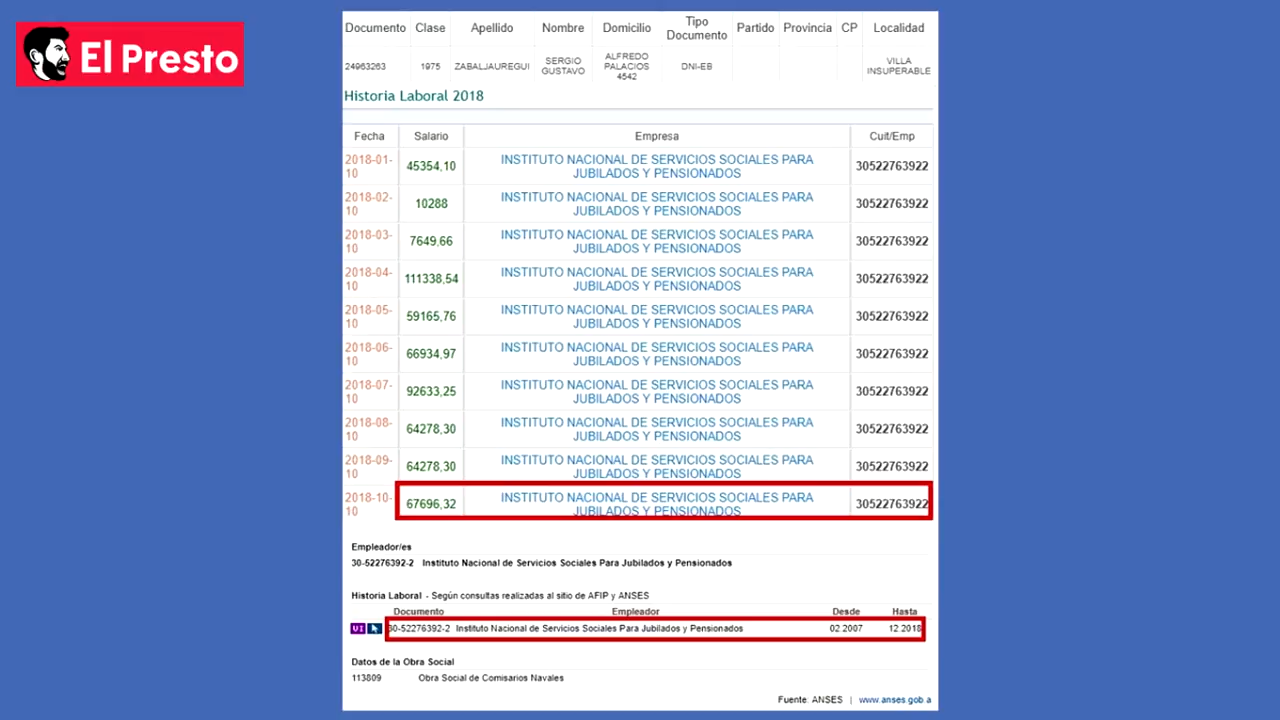 El Presto
Documento Clase Apellido Nombre Domicilio Tipo Documento Partido Provincia CP Localidad
24963263 1975 ZABALJAUREGUI SERGIO GUSTAVO ALFREDO PALACIOS 4542 DNI-EB VILLA INSUPERABLE
Historia Laboral 2018
Fecha Salario Empresa Cuit/Emp
2018-01-10 45354,10 INSTITUTO NACIONAL DE SERVICIOS SOCIALES PARA JUBILADOS Y PENSIONADOS 30522763922
2018-02-10 10288 INSTITUTO NACIONAL DE SERVICIOS SOCIALES PARA JUBILADOS Y PENSIONADOS 30522763922
2018-03-10 7649,66 INSTITUTO NACIONAL DE SERVICIOS SOCIALES PARA JUBILADOS Y PENSIONADOS 30522763922
2018-04-10 111338,54 INSTITUTO NACIONAL DE SERVICIOS SOCIALES PARA JUBILADOS Y PENSIONADOS 30522763922
2018-05-10 59165,76 INSTITUTO NACIONAL DE SERVICIOS SOCIALES PARA JUBILADOS Y PENSIONADOS 30522763922
2018-06-10 66934,97 INSTITUTO NACIONAL DE SERVICIOS SOCIALES PARA JUBILADOS Y PENSIONADOS 30522763922
2018-07-10 92633,25 INSTITUTO NACIONAL DE SERVICIOS SOCIALES PARA JUBILADOS Y PENSIONADOS 30522763922
2018-08-10 64278,30 INSTITUTO NACIONAL DE SERVICIOS SOCIALES PARA JUBILADOS Y PENSIONADOS 30522763922
2018-09-10 64278,30 INSTITUTO NACIONAL DE SERVICIOS SOCIALES PARA JUBILADOS Y PENSIONADOS 30522763922
2018-10-10 67696,32 INSTITUTO NACIONAL DE SERVICIOS SOCIALES PARA JUBILADOS Y PENSIONADOS 30522763922
Empleador/es
30-52276392-2 Instituto Nacional de Servicios Sociales Para Jubilados y Pensionados
Historia Laboral - Según consultas realizadas al sitio de AFIP y ANSES
Documento Empleador Desde Hasta
VI 30-52276392-2 Instituto Nacional de Servicios Sociales Para Jubilados y Pensionados 02.2007 12.2018
Datos de la Obra Social
113809 Obra Social de Comisarios Navales
Fuente: ANSES | www.anses.gob.a